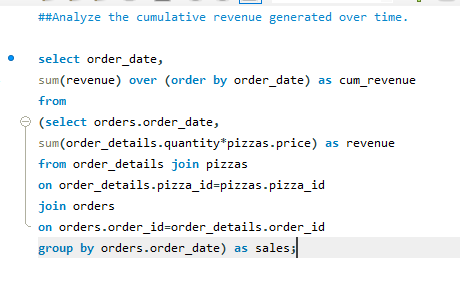 ##Analyze the cumulative revenue generated over time.
select order_date,
sum(revenue) over (order by order_date) as cum_revenue
from
(select orders.order_date,
sum(order_details.quantity*pizzas.price) as revenue
from order_details join pizzas
on order_details.pizza_id=pizzas.pizza_id
join orders
on orders.order_id=order_details.order_id
group by orders.order_date) as sales;